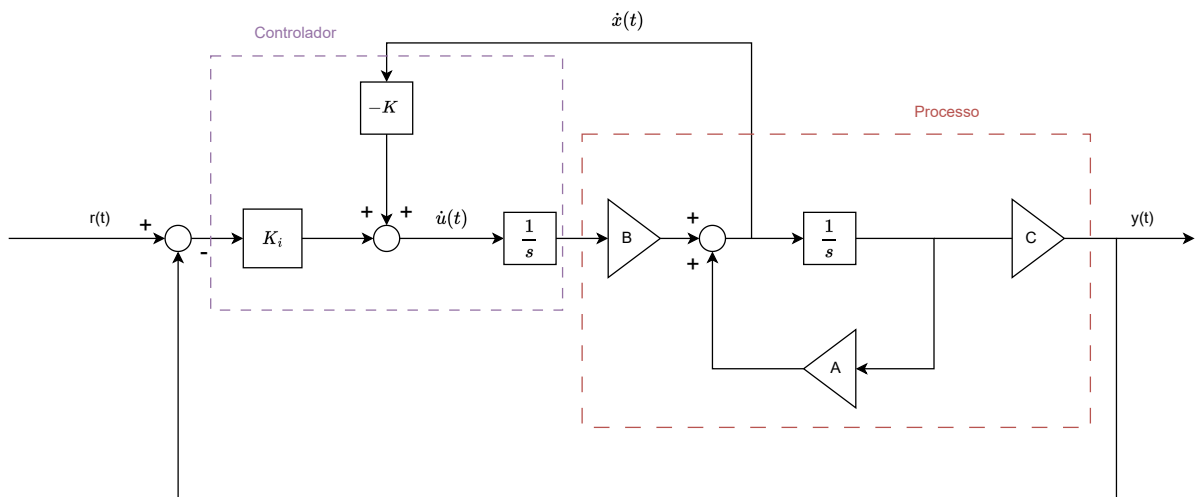 ẋ(t)
Controlador
−K
Processo
r(t)
+
+ +
u̇(t)
+
y(t)
K_i
1/s
B
1/s
C
-
+
A